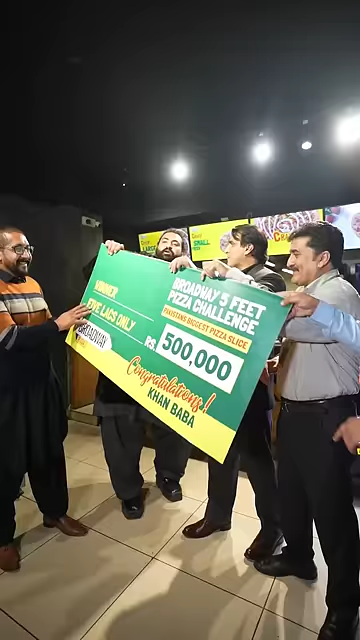 BROADWAY 5 FEET
PIZZA CHALLENGE
PAKISTANS BIGGEST PIZZA SLICE
WINNER
FIVE LACS ONLY
RS 500,000
BROADWAY
Congratulations!
KHAN BABA
SMALL